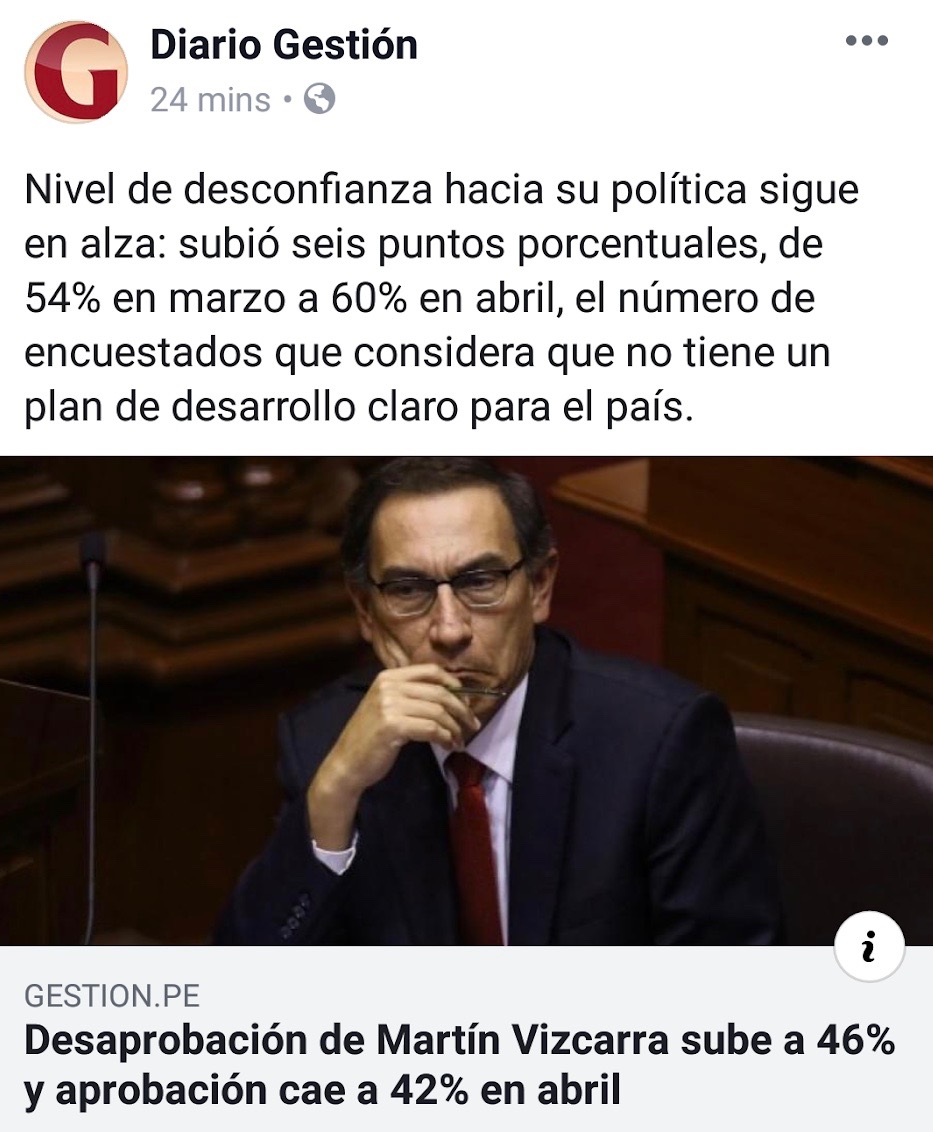 G
Diario Gestión
24 mins •
Nivel de desconfianza hacia su política sigue
en alza: subió seis puntos porcentuales, de
54% en marzo a 60% en abril, el número de
encuestados que considera que no tiene un
plan de desarrollo claro para el país.
i
GESTION.PE
Desaprobación de Martín Vizcarra sube a 46%
y aprobación cae a 42% en abril